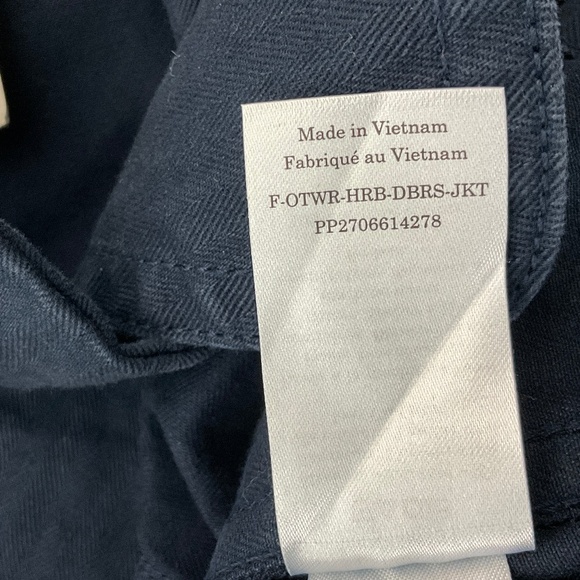 Made in Vietnam
Fabriqué au Vietnam
F-OTWR-HRB-DBRS-JKT
PP2706614278